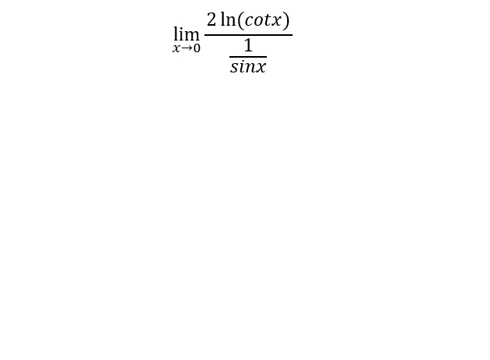 lim x→0 2 ln(cotx) / 1/sinx